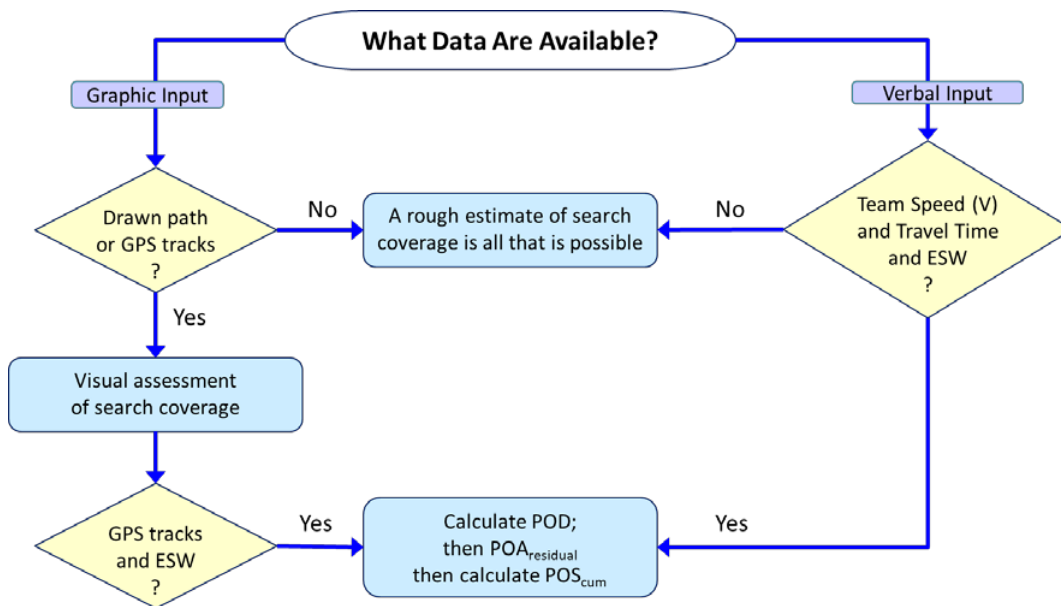 What Data Are Available?
Graphic Input
Verbal Input
Drawn path
or GPS tracks
?
No
A rough estimate of search
coverage is all that is possible
No
Team Speed (V)
and Travel Time
and ESW
?
Yes
Visual assessment
of search coverage
GPS tracks
and ESW
?
Yes
Calculate POD;
then POAresidual
then calculate POScum
Yes